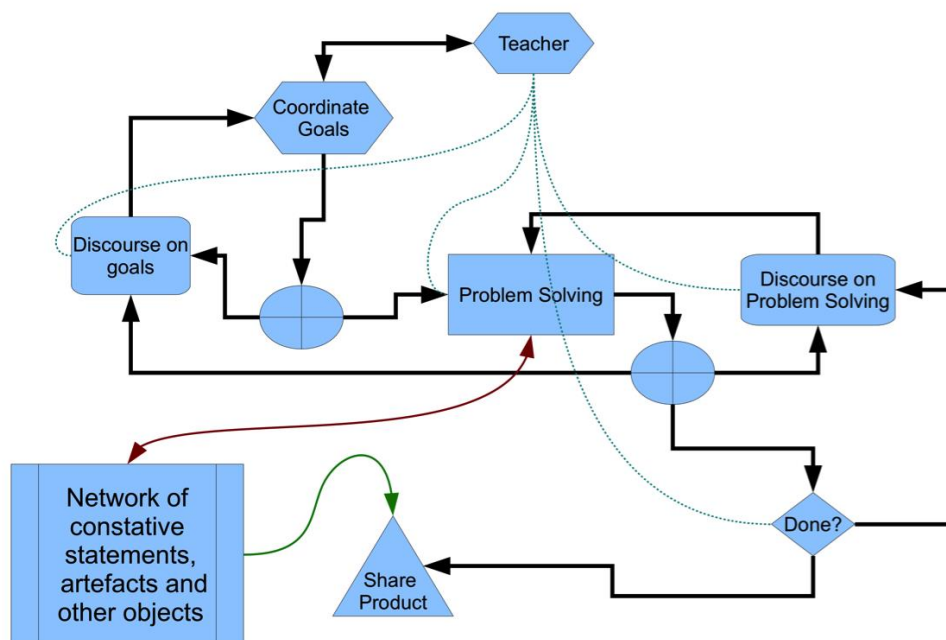 Teacher
Coordinate
Goals
Discourse on
goals
Problem Solving
Discourse on
Problem Solving
Network of
constative
statements,
artefacts and
other objects
Share
Product
Done?